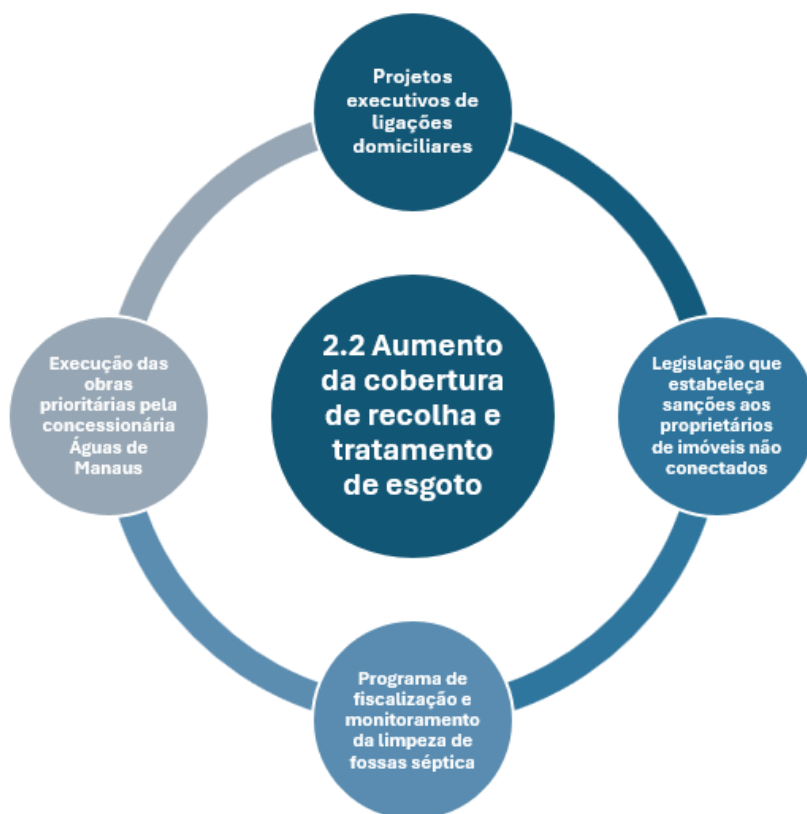 Projetos
executivos de
ligações
domiciliares
2.2 Aumento
da cobertura
de recolha e
tratamento
de esgoto
Legislação que
estabeleça
sanções aos
proprietários
de imóveis não
conectados
Programa de
fiscalização e
monitoramento
da limpeza de
fossas séptica
Execução das
obras
prioritárias pela
concessionária
Águas de
Manaus